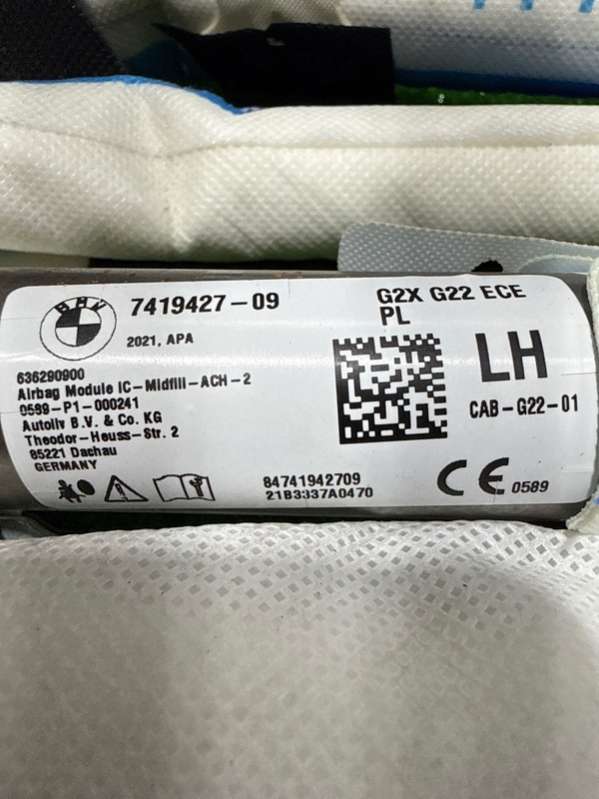 BMW
7419427-09
2021, APA
636290900
Airbag Module IC-Midfill-ACH-2
0589-P1-000241
Autoliv B.V. & Co. KG
Theodor-Heuss-Str. 2
85221 Dachau
GERMANY
G2X G22 ECE
PL
LH
CAB-G22-01
84741942709
21B3337A0470
CE 0589